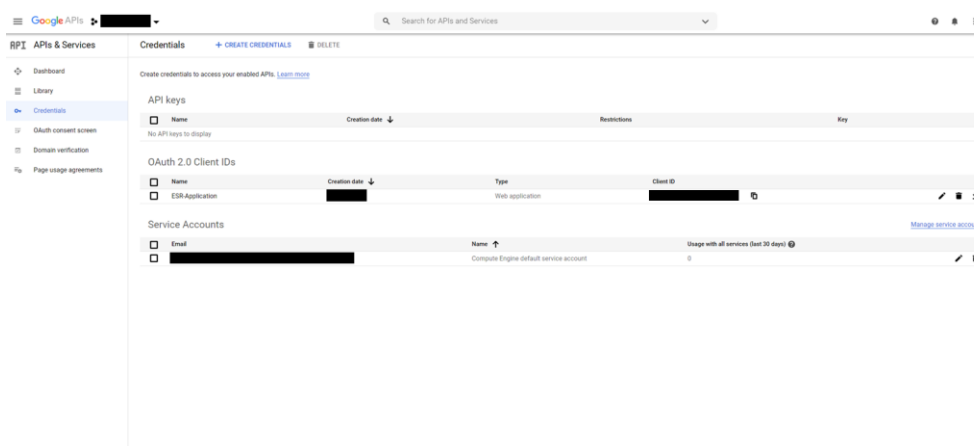 Google APIs
Search for APIs and Services
API APIs & Services
Credentials
+ CREATE CREDENTIALS
DELETE
Dashboard
Library
Credentials
OAuth consent screen
Domain verification
Page usage agreements
Create credentials to access your enabled APIs. Learn more
API keys
Name Creation date Restrictions Key
No API keys to display
OAuth 2.0 Client IDs
Name Creation date Type Client ID
ESR-Application Web application
Service Accounts
Manage service accou
Email Name Usage with all services (last 30 days)
Compute Engine default service account 0